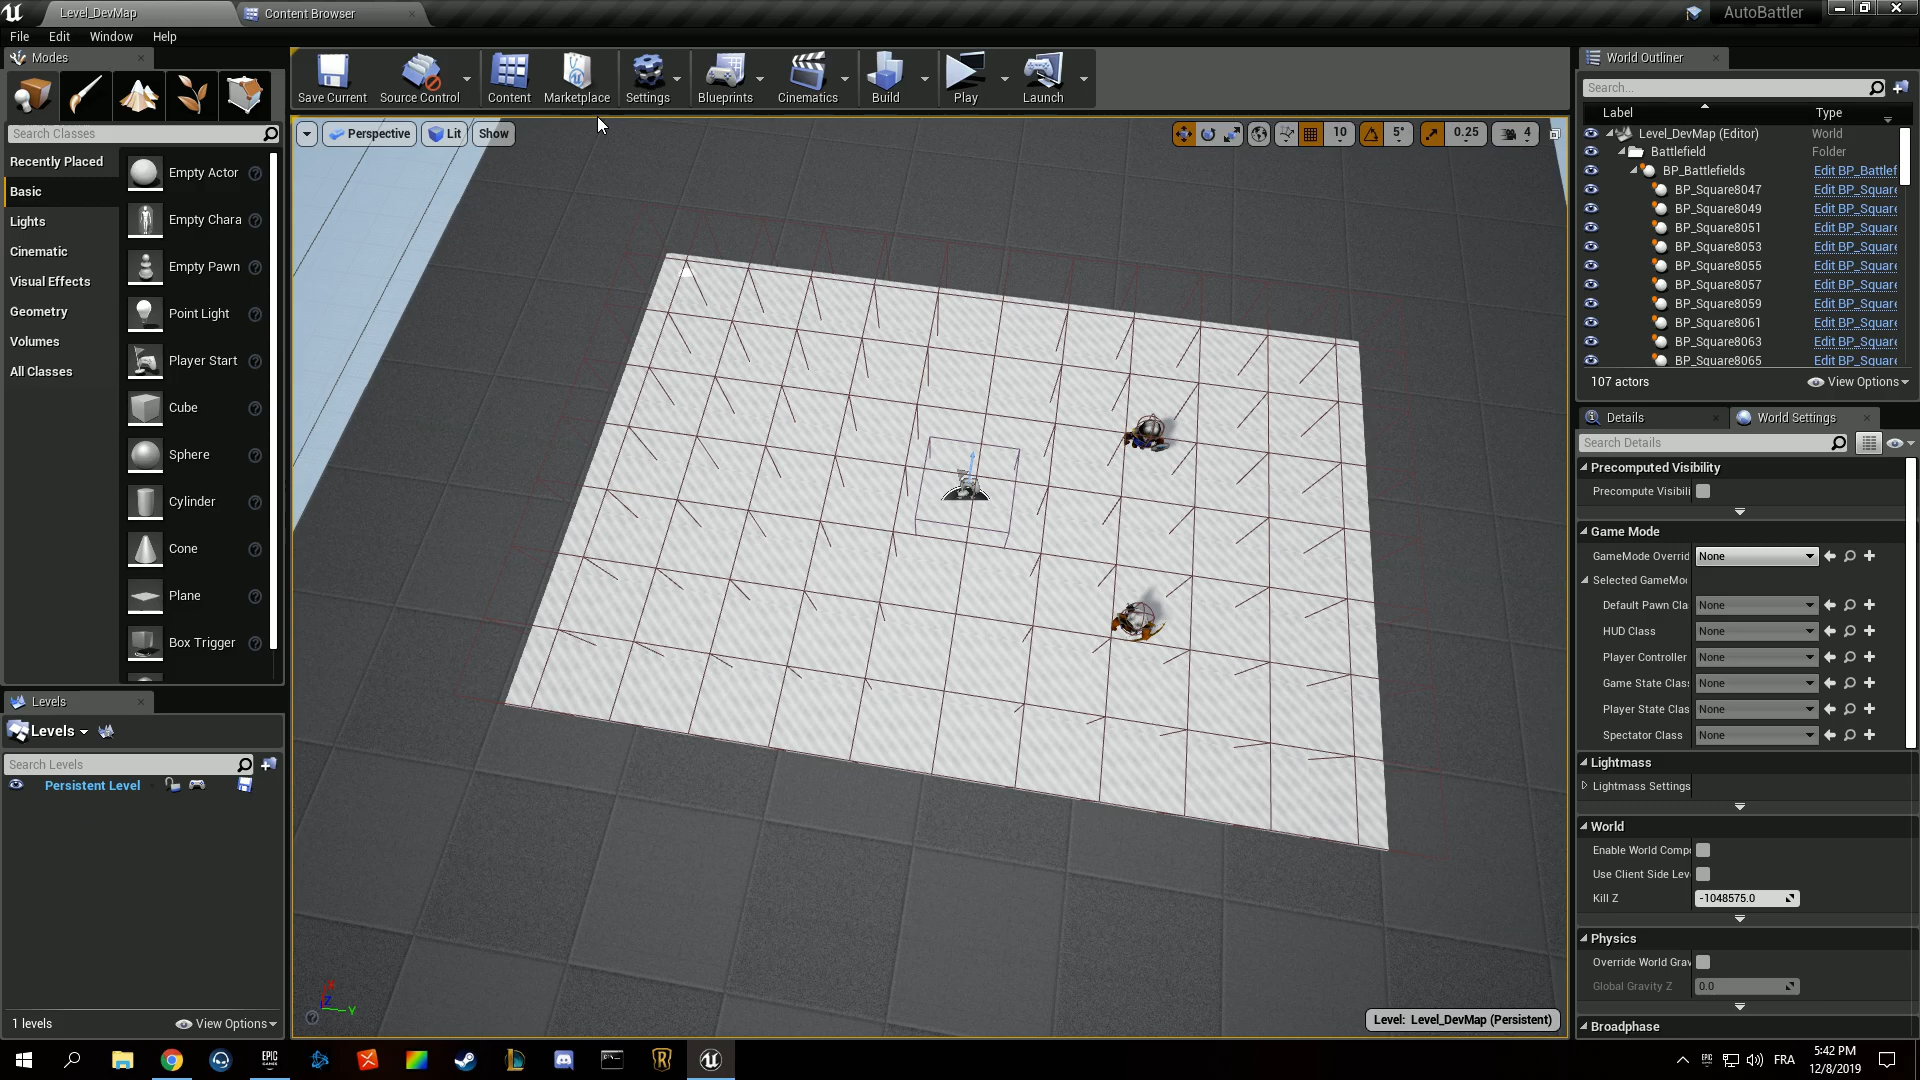 Level_DevMap
Content Browser
AutoBattler
File Edit Window Help
Modes
Search Classes
Recently Placed
Basic
Lights
Cinematic
Visual Effects
Geometry
Volumes
All Classes
Empty Actor
Empty Chara
Empty Pawn
Point Light
Player Start
Cube
Sphere
Cylinder
Cone
Plane
Box Trigger
Levels
Levels
Search Levels
Persistent Level
1 levels
View Options
Save Current
Source Control
Content
Marketplace
Settings
Blueprints
Cinematics
Build
Play
Launch
Perspective
Lit
Show
10
5°
0.25
4
X
Z
Y
Level: Level_DevMap (Persistent)
World Outliner
Search...
Label Type
Level_DevMap (Editor) World
Battlefield Folder
BP_Battlefields Edit BP_Battlef
BP_Square8047 Edit BP_Square
BP_Square8049 Edit BP_Square
BP_Square8051 Edit BP_Square
BP_Square8053 Edit BP_Square
BP_Square8055 Edit BP_Square
BP_Square8057 Edit BP_Square
BP_Square8059 Edit BP_Square
BP_Square8061 Edit BP_Square
BP_Square8063 Edit BP_Square
BP_Square8065 Edit BP_Square
107 actors
View Options
Details
World Settings
Search Details
Precomputed Visibility
Precompute Visibili
Game Mode
GameMode Overrid None
Selected GameMo
Default Pawn Cla None
HUD Class None
Player Controller None
Game State Clas None
Player State Clas None
Spectator Class None
Lightmass
Lightmass Settings
World
Enable World Comp
Use Client Side Lev
Kill Z -1048575.0
Physics
Override World Grav
Global Gravity Z 0.0
Broadphase
EPIC
GAMES
FRA
5:42 PM
12/8/2019